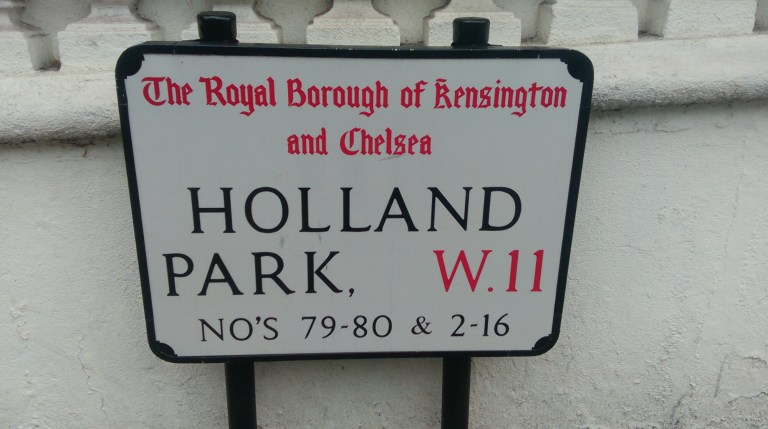 The Royal Borough of Kensington
and Chelsea
HOLLAND
PARK, W.11
NO'S 79-80 & 2-16